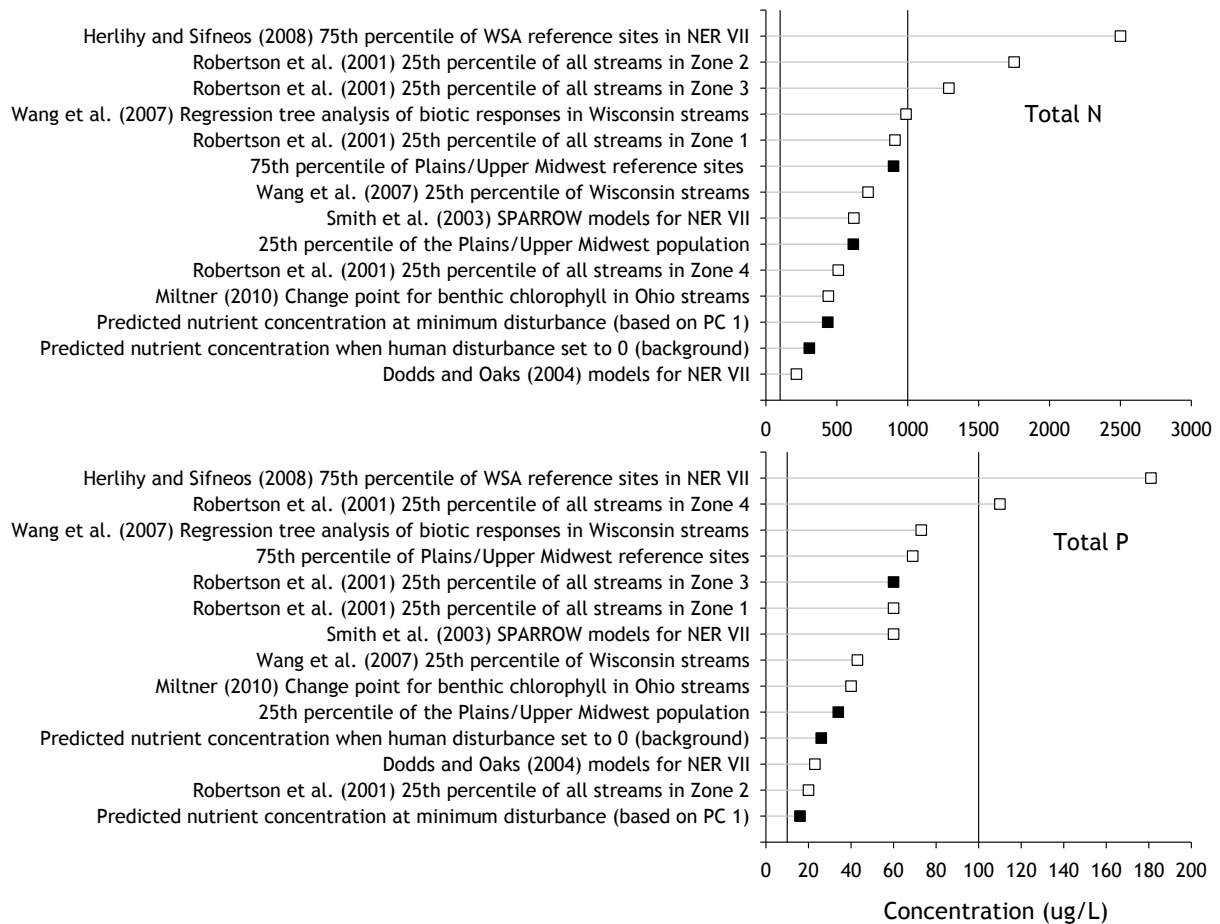 Herlihy and Sifneos (2008) 75th percentile of WSA reference sites in NER VII
Robertson et al. (2001) 25th percentile of all streams in Zone 2
Robertson et al. (2001) 25th percentile of all streams in Zone 3
Wang et al. (2007) Regression tree analysis of biotic responses in Wisconsin streams
Robertson et al. (2001) 25th percentile of all streams in Zone 1
75th percentile of Plains/Upper Midwest reference sites
Wang et al. (2007) 25th percentile of Wisconsin streams
Smith et al. (2003) SPARROW models for NER VII
25th percentile of the Plains/Upper Midwest population
Robertson et al. (2001) 25th percentile of all streams in Zone 4
Miltner (2010) Change point for benthic chlorophyll in Ohio streams
Predicted nutrient concentration at minimum disturbance (based on PC 1)
Predicted nutrient concentration when human disturbance set to 0 (background)
Dodds and Oaks (2004) models for NER VII
Total N
0 500 1000 1500 2000 2500 3000
Herlihy and Sifneos (2008) 75th percentile of WSA reference sites in NER VII
Robertson et al. (2001) 25th percentile of all streams in Zone 4
Wang et al. (2007) Regression tree analysis of biotic responses in Wisconsin streams
75th percentile of Plains/Upper Midwest reference sites
Robertson et al. (2001) 25th percentile of all streams in Zone 3
Robertson et al. (2001) 25th percentile of all streams in Zone 1
Smith et al. (2003) SPARROW models for NER VII
Wang et al. (2007) 25th percentile of Wisconsin streams
Miltner (2010) Change point for benthic chlorophyll in Ohio streams
25th percentile of the Plains/Upper Midwest population
Predicted nutrient concentration when human disturbance set to 0 (background)
Dodds and Oaks (2004) models for NER VII
Robertson et al. (2001) 25th percentile of all streams in Zone 2
Predicted nutrient concentration at minimum disturbance (based on PC 1)
Total P
0 20 40 60 80 100 120 140 160 180 200
Concentration (ug/L)